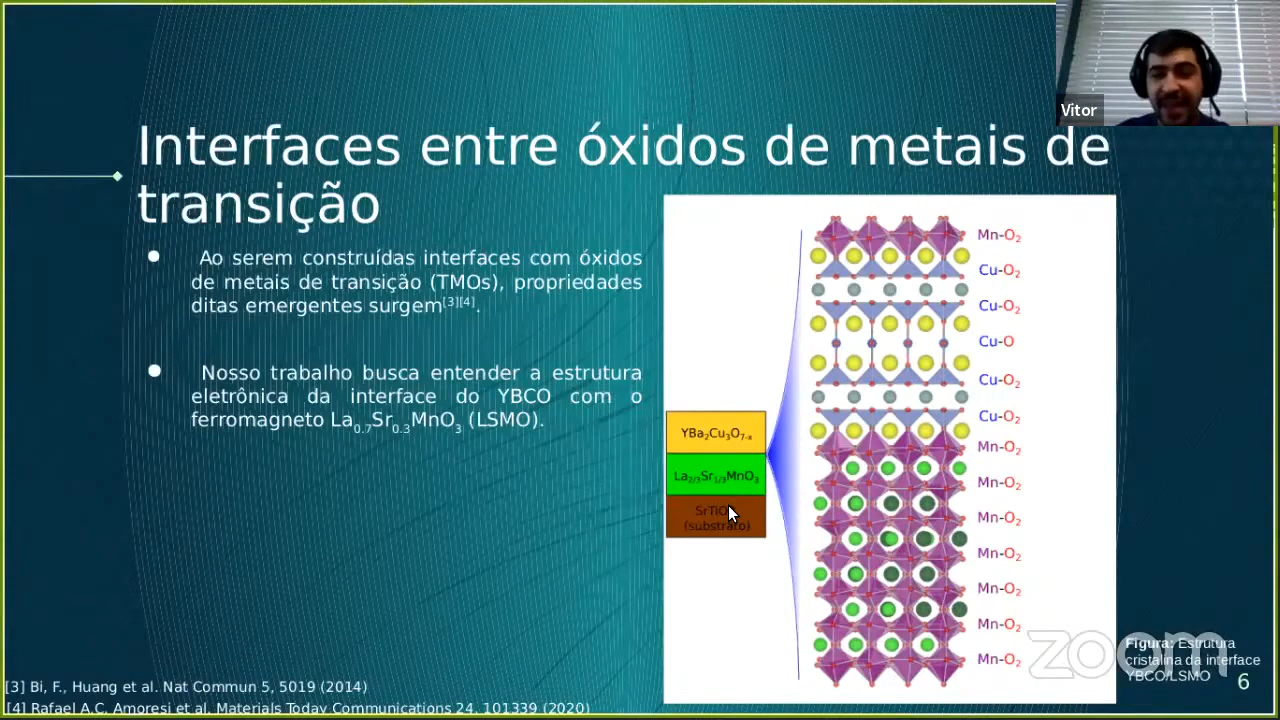 Vitor
Interfaces entre óxidos de metais de
transição
Ao serem construídas interfaces com óxidos
de metais de transição (TMOs), propriedades
ditas emergentes surgem[3][4].
Nosso trabalho busca entender a estrutura
eletrônica da interface do YBCO com o
ferromagneto La0.7Sr0.3MnO3 (LSMO).
YBa2Cu3O7-x
La2/3Sr1/3MnO3
SrTiO
(substrato)
Mn-O2
Cu-O2
Cu-O2
Cu-O
Cu-O2
Cu-O2
Mn-O2
Mn-O2
Mn-O2
Mn-O2
Mn-O2
Mn-O2
Mn-O2
zoom
Figura: Estrutura
cristalina da interface
YBCO/LSMO
6
[3] Bi, F., Huang et al. Nat Commun 5, 5019 (2014)
[4] Rafael A.C. Amoresi et al. Materials Today Communications 24, 101339 (2020)